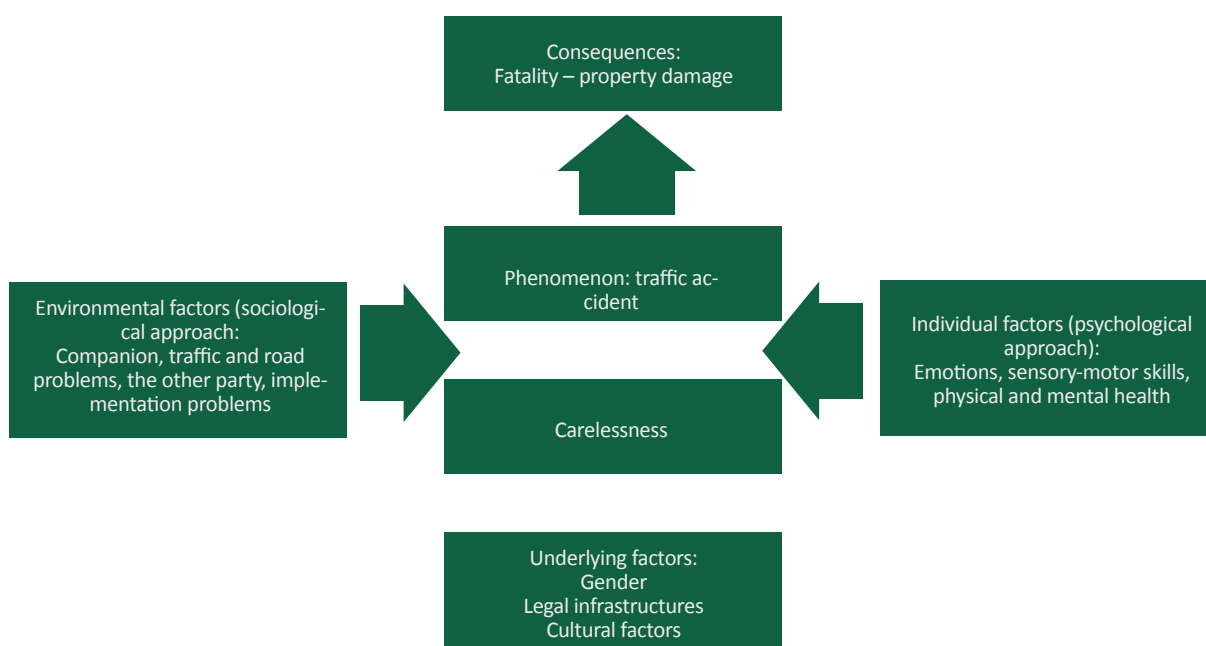 Consequences:
Fatality – property damage
Phenomenon: traffic ac-
cident
Environmental factors (sociologi-
cal approach:
Companion, traffic and road
problems, the other party, imple-
mentation problems
Individual factors (psychological
approach):
Emotions, sensory-motor skills,
physical and mental health
Carelessness
Underlying factors:
Gender
Legal infrastructures
Cultural factors